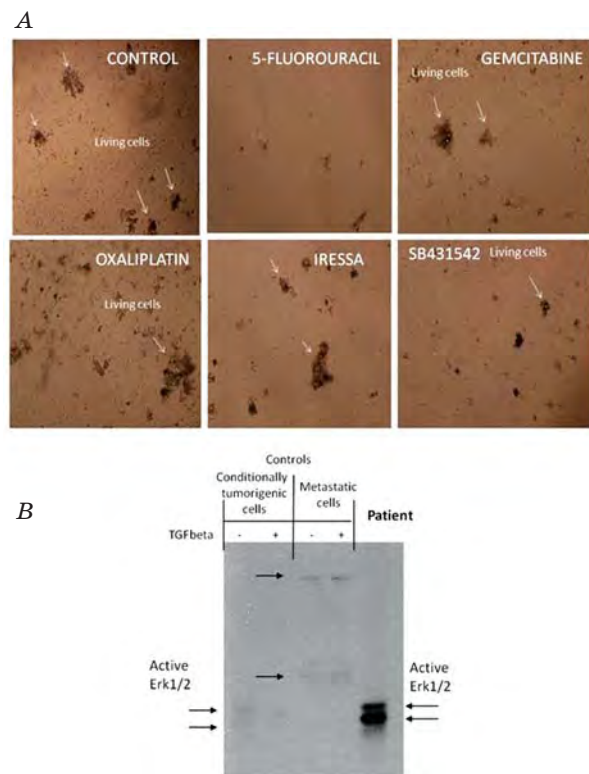 A
CONTROL
5-FLUOROURACIL
GEMCITABINE
Living cells
Living cells
OXALIPLATIN
Living cells
IRESSA
SB431542
Living cells
B
Controls
Conditionally
tumorigenic
cells
Metastatic
cells
Patient
TGFbeta
- + - +
Active
Erk1/2
Active
Erk1/2